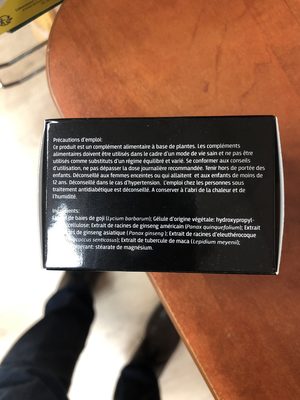 Précautions d'emploi:
Ce produit est un complément alimentaire à base de plantes. Les compléments
alimentaires doivent être utilisés dans le cadre d'un mode de vie sain et ne pas être
utilisés comme substituts d'un régime équilibré et varié. Se conformer aux conseils
d'utilisation, ne pas dépasser la dose journalière recommandée. Tenir hors de portée des
enfants. Déconseillé aux femmes enceintes ou qui allaitent et aux enfants de moins de
12 ans. Déconseillé dans le cas d'hypertension. L'emploi chez les personnes sous
traitement antidiabétique est déconseillé. A conserver à l'abri de la chaleur et de
l'humidité.
Ingrédients:
de baies de goji (Lycium barbarum); Gélule d'origine végétale: hydroxypropyl-
cellulose; Extrait de racines de ginseng américain (Panax quinquefolium); Extrait
de ginseng asiatique (Panax ginseng); Extrait de racines d'eleuthérocoque
senticosus); Extrait de tubercule de maca (Lepidium meyenii);
stéarate de magnésium.